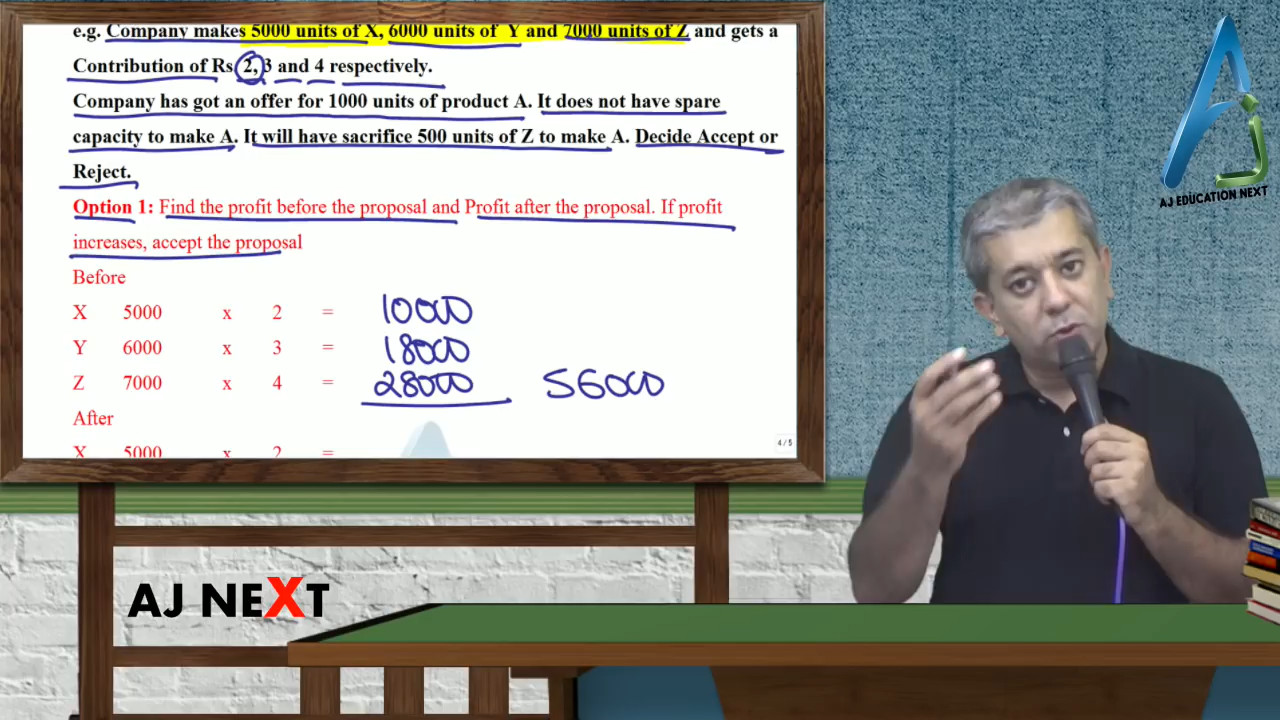 e.g. Company makes 5000 units of X, 6000 units of Y and 7000 units of Z and gets a
Contribution of Rs 2, 3 and 4 respectively.
Company has got an offer for 1000 units of product A. It does not have spare
capacity to make A. It will have sacrifice 500 units of Z to make A. Decide Accept or
Reject.
Option 1: Find the profit before the proposal and Profit after the proposal. If profit
increases, accept the proposal
Before
X 5000 x 2 = 10000
Y 6000 x 3 = 18000
Z 7000 x 4 = 28000 56000
After
X 5000 x 2 =
4/5
AJ EDUCATION NEXT
AJ NEXT